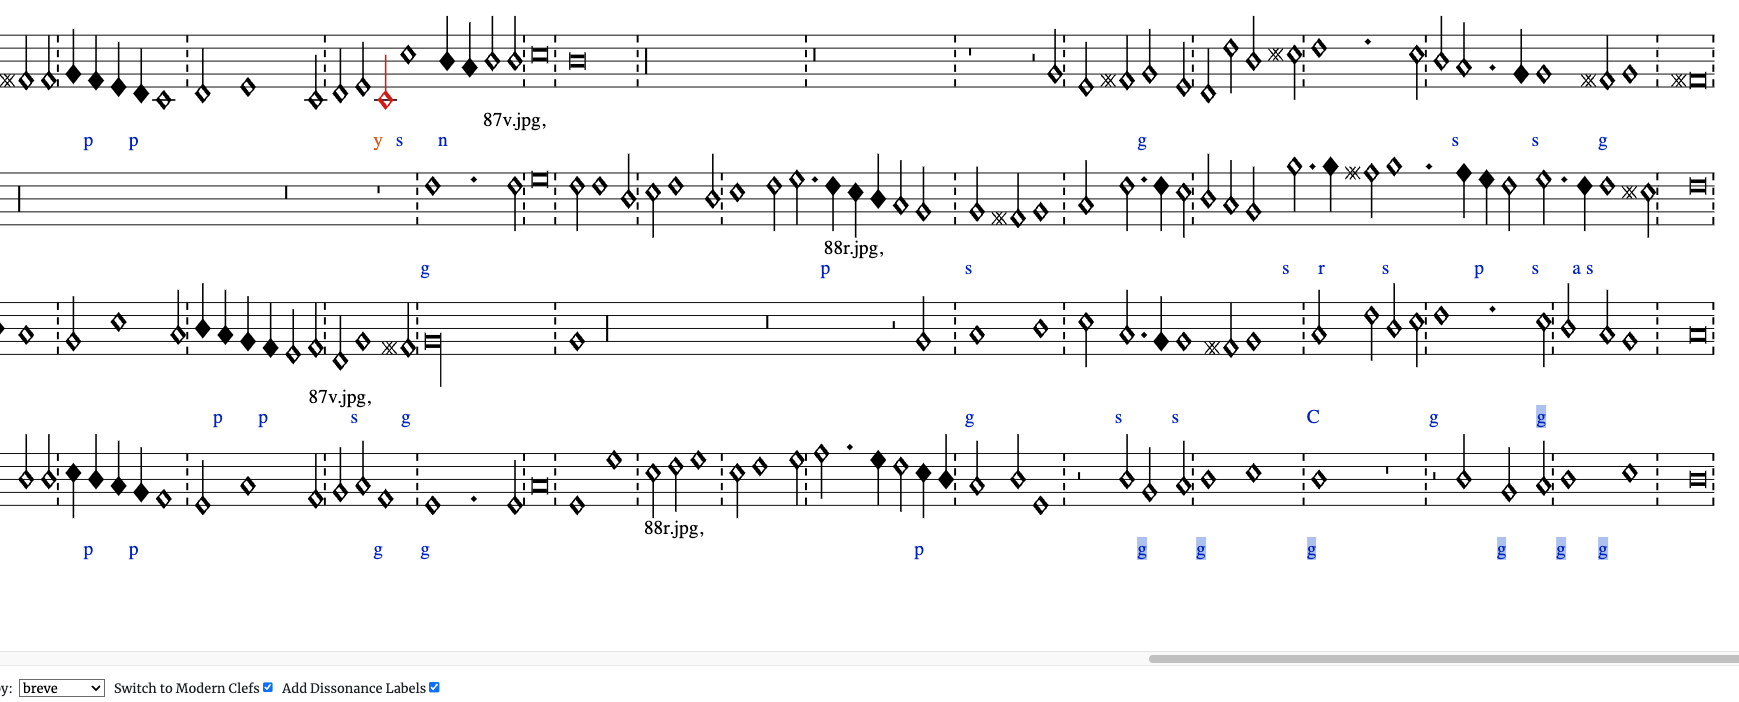 87v.jpg,
p p y s n g s s g
88r.jpg,
g p s s r s p s a s
87v.jpg,
p p s g g s s C g g
88r.jpg,
p p g g p g g g g g g
y: breve Switch to Modern Clefs Add Dissonance Labels